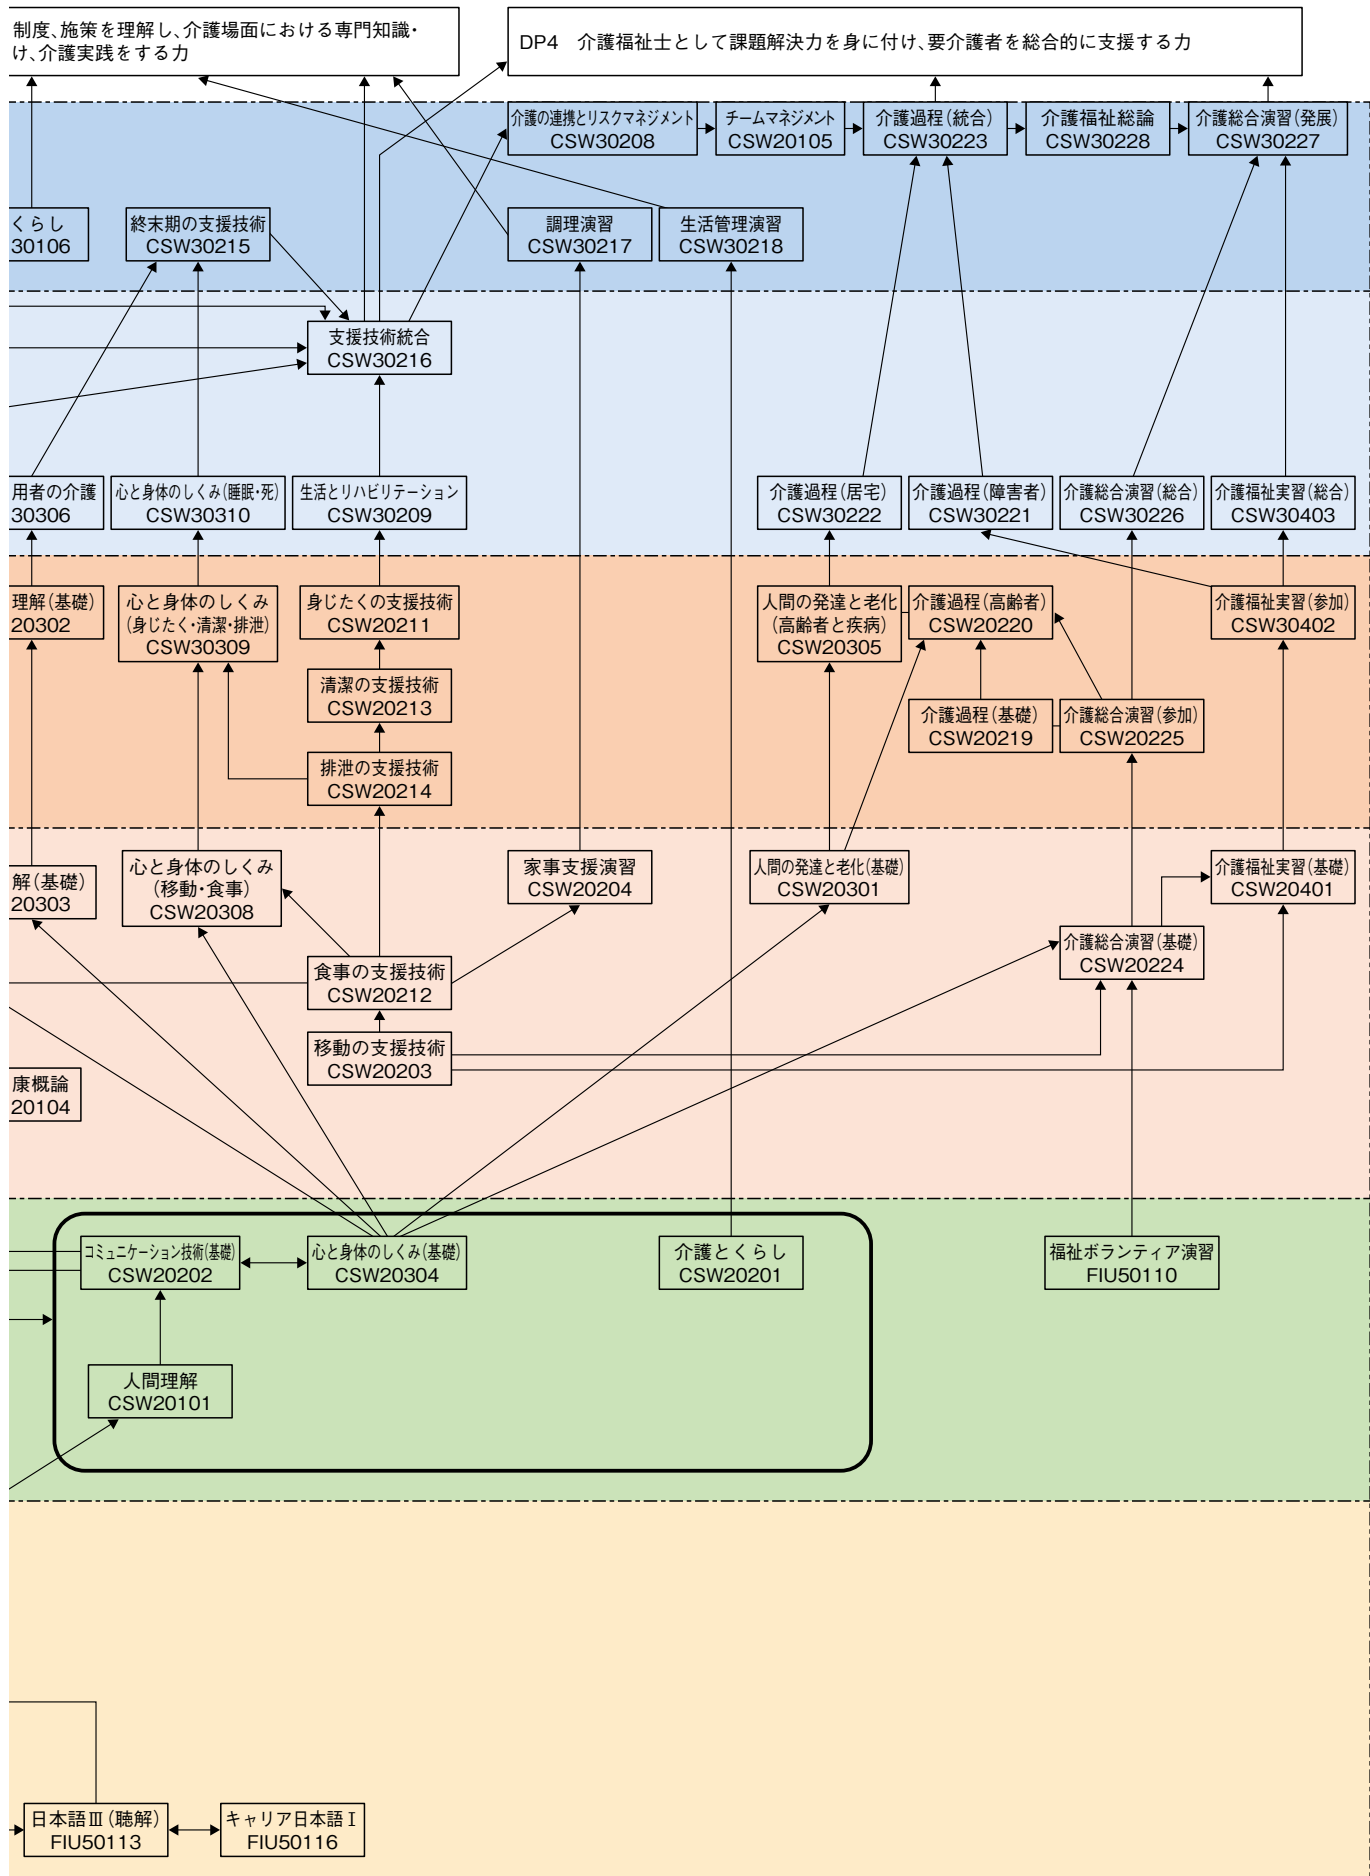 制度、施策を理解し、介護場面における専門知識・
け、介護実践をする力
DP4　介護福祉士として課題解決力を身に付け、要介護者を総合的に支援する力
介護の連携とリスクマネジメント
CSW30208
チームマネジメント
CSW20105
介護過程(統合)
CSW30223
介護福祉総論
CSW30228
介護総合演習(発展)
CSW30227
くらし
30106
終末期の支援技術
CSW30215
調理演習
CSW30217
生活管理演習
CSW30218
支援技術統合
CSW30216
用者の介護
30306
心と身体のしくみ(睡眠・死)
CSW30310
生活とリハビリテーション
CSW30209
介護過程(居宅)
CSW30222
介護過程(障害者)
CSW30221
介護総合演習(総合)
CSW30226
介護福祉実習(総合)
CSW30403
理解(基礎)
20302
心と身体のしくみ
(身じたく・清潔・排泄)
CSW30309
身じたくの支援技術
CSW20211
人間の発達と老化
(高齢者と疾病)
CSW20305
介護過程(高齢者)
CSW20220
介護福祉実習(参加)
CSW30402
清潔の支援技術
CSW20213
介護過程(基礎)
CSW20219
介護総合演習(参加)
CSW20225
排泄の支援技術
CSW20214
解(基礎)
20303
心と身体のしくみ
(移動・食事)
CSW20308
家事支援演習
CSW20204
人間の発達と老化(基礎)
CSW20301
介護福祉実習(基礎)
CSW20401
介護総合演習(基礎)
CSW20224
食事の支援技術
CSW20212
移動の支援技術
CSW20203
康概論
20104
コミュニケーション技術(基礎)
CSW20202
心と身体のしくみ(基礎)
CSW20304
介護とくらし
CSW20201
福祉ボランティア演習
FIU50110
人間理解
CSW20101
日本語Ⅲ(聴解)
FIU50113
キャリア日本語Ⅰ
FIU50116